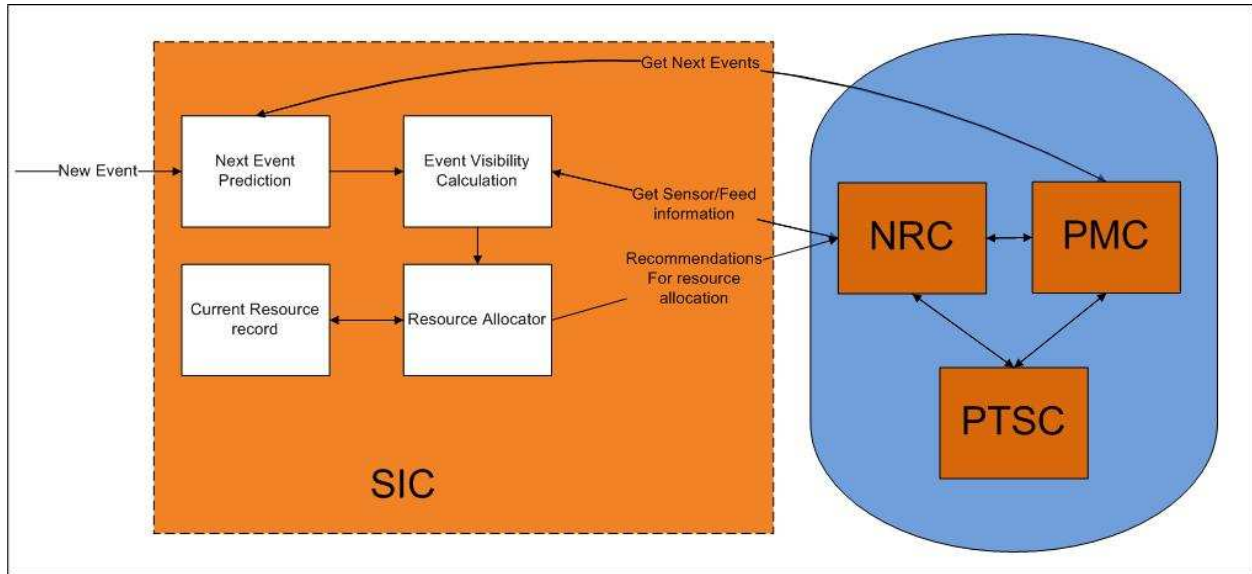 Get Next Events
New Event
Next Event
Prediction
Event Visibility
Calculation
Get Sensor/Feed
information
NRC
PMC
Recommendations
For resource
allocation
Current Resource
record
Resource Allocator
PTSC
SIC